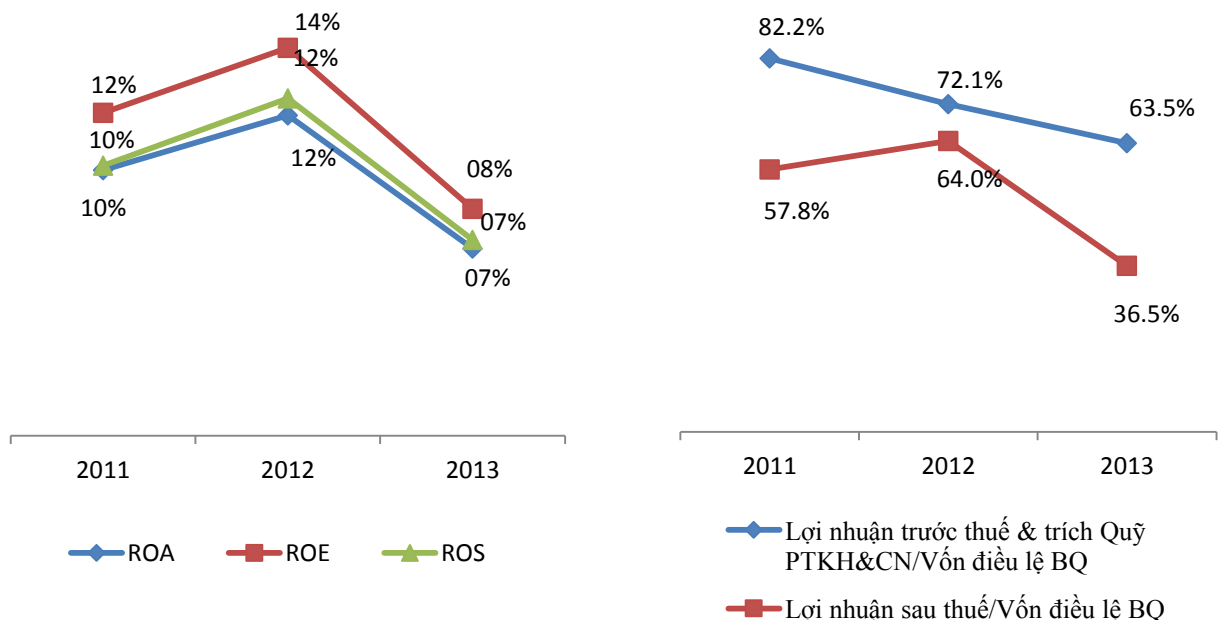 14%
12%
12%
10%
12%
10%
08%
07%
07%
2011 2012 2013
ROA ROE ROS
82.2%
72.1%
63.5%
64.0%
57.8%
36.5%
2011 2012 2013
Lợi nhuận trước thuế & trích Quỹ
PTKH&CN/Vốn điều lệ BQ
Lợi nhuận sau thuế/Vốn điều lệ BQ